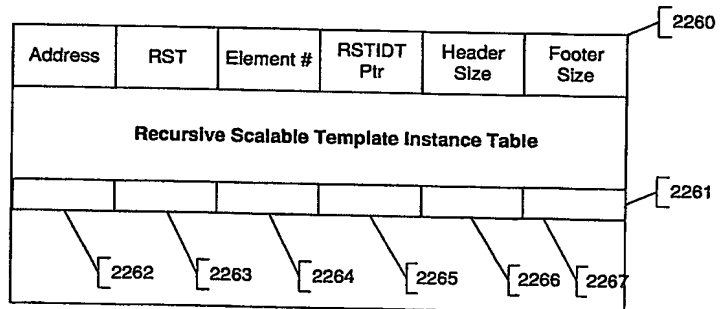 2260
Address RST Element # RSTIDT Ptr Header Size Footer Size
Recursive Scalable Template Instance Table
2261
2262 2263 2264 2265 2266 2267